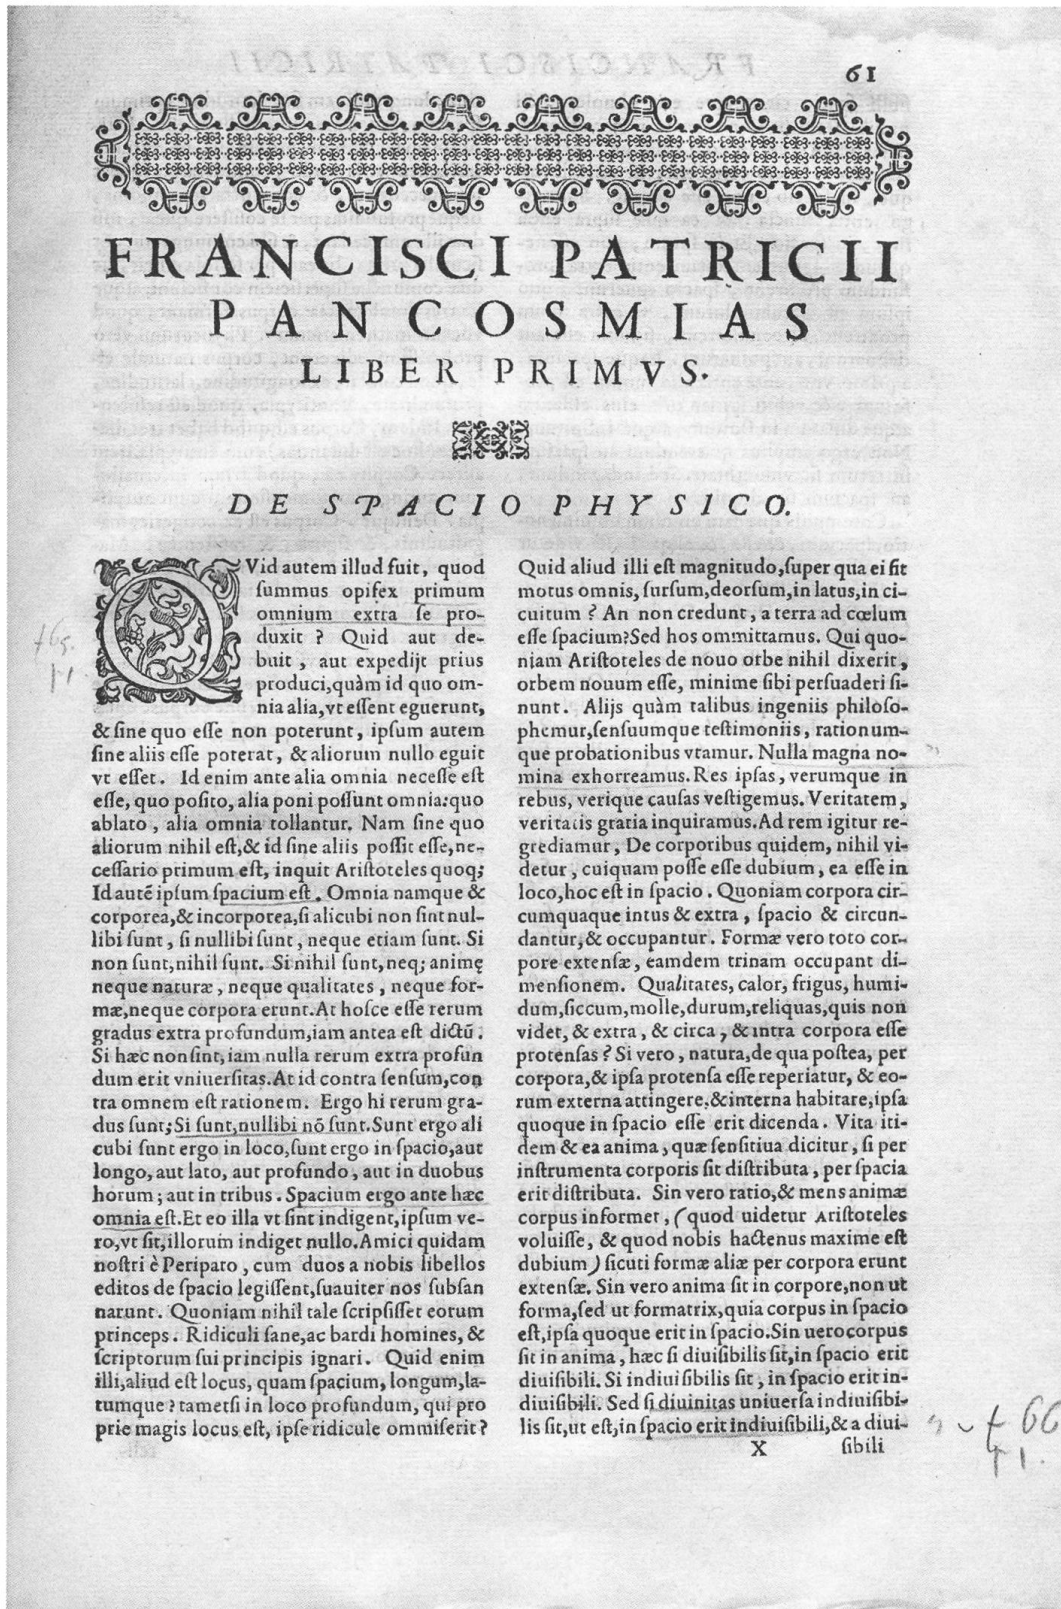 61
FRANCISCI PATRICII
PANCOSMIAS
LIBER PRIMVS.
DE SPACIO PHYSICO.
QVid autem illud fuit, quod
ſummus opifex primum
omnium extra ſe pro-
duxit? Quid aut de-
buit, aut expedijt prius
produci, quàm id quo om-
nia alia, vt eſſent eguerunt,
& ſine quo eſſe non poterunt, ipſum autem
ſine aliis eſſe poterat, & aliorum nullo eguit
vt eſſet. Id enim ante alia omnia neceſſe eſt
eſſe, quo poſito, alia poni poſſunt omnia: quo
ablato, alia omnia tollantur. Nam ſine quo
aliorum nihil eſt, & id ſine aliis poſſit eſſe, ne-
ceſſario primum eſt, inquit Ariſtoteles quoq;
Id autē ipſum ſpacium eſt. Omnia namque &
corporea, & incorporea, ſi alicubi non ſint nul-
libi ſunt, ſi nullibi ſunt, neque etiam ſunt. Si
non ſunt, nihil ſunt. Si nihil ſunt, neq; animę
neque naturæ, neque qualitates, neque for-
mæ, neque corpora erunt. At hoſce eſſe rerum
gradus extra profundum, iam antea eſt dictū.
Si hæc non ſint, iam nulla rerum extra profun
dum erit vniuerſitas. At id contra ſenſum, con
tra omnem eſt rationem. Ergo hi rerum gra-
dus ſunt; Si ſunt, nullibi nō ſunt. Sunt ergo ali
cubi ſunt ergo in loco, ſunt ergo in ſpacio, aut
longo, aut lato, aut profundo, aut in duobus
horum; aut in tribus. Spacium ergo ante hæc
omnia eſt. Et eo illa vt ſint indigent, ipſum ve-
ro, vt ſit, illorum indiget nullo. Amici quidam
noſtri è Peripato, cum duos a nobis libellos
editos de ſpacio legiſſent, ſuauiter nos ſubſan
narunt. Quoniam nihil tale ſcripſiſſet eorum
princeps. Ridiculi ſane, ac bardi homines, &
ſcriptorum ſui principis ignari. Quid enim
illi, aliud eſt locus, quam ſpacium, longum, la-
tumque? tametſi in loco profundum, qui pro
prie magis locus eſt, ipſe ridicule ommiſerit?
Quid aliud illi eſt magnitudo, ſuper qua ei ſit
motus omnis, ſurſum, deorſum, in latus, in ci-
cuitum? An non credunt, a terra ad cœlum
eſſe ſpacium? Sed hos ommittamus. Qui quo-
niam Ariſtoteles de nouo orbe nihil dixerit,
orbem nouum eſſe, minime ſibi perſuaderi ſi-
nunt. Alijs quàm talibus ingeniis philoſo-
phemur, ſenſuumque teſtimoniis, rationum-
que probationibus vtamur. Nulla magna no-
mina exhorreamus. Res ipſas, verumque in
rebus, verique cauſas veſtigemus. Veritatem,
veritatis gratia inquiramus. Ad rem igitur re-
grediamur, De corporibus quidem, nihil vi-
detur, cuiquam poſſe eſſe dubium, ea eſſe in
loco, hoc eſt in ſpacio. Quoniam corpora cir-
cumquaque intus & extra, ſpacio & circun-
dantur, & occupantur. Formæ vero toto cor-
pore extenſæ, eamdem trinam occupant di-
menſionem. Qualitates, calor, frigus, humi-
dum, ſiccum, molle, durum, reliquas, quis non
videt, & extra, & circa, & intra corpora eſſe
protenſas? Si vero, natura, de qua poſtea, per
corpora, & ipſa protenſa eſſe reperiatur, & eo-
rum externa attingere, & interna habitare, ipſa
quoque in ſpacio eſſe erit dicenda. Vita iti-
dem & ea anima, quæ ſenſitiua dicitur, ſi per
inſtrumenta corporis ſit diſtributa, per ſpacia
erit diſtributa. Sin vero ratio, & mens animæ
corpus informet, (quod uidetur Ariſtoteles
voluiſſe, & quod nobis hactenus maxime eſt
dubium) ſicuti formæ aliæ per corpora erunt
extenſæ. Sin vero anima ſit in corpore, non ut
forma, ſed ut formatrix, quia corpus in ſpacio
eſt, ipſa quoque erit in ſpacio. Sin uero corpus
ſit in anima, hæc ſi diuiſibilis ſit, in ſpacio erit
diuiſibili. Si indiuiſibilis ſit, in ſpacio erit in-
diuiſibili. Sed ſi diuinitas uniuerſa indiuiſibi-
lis ſit, ut eſt, in ſpacio erit indiuiſibili, & a diui-
X ſibili